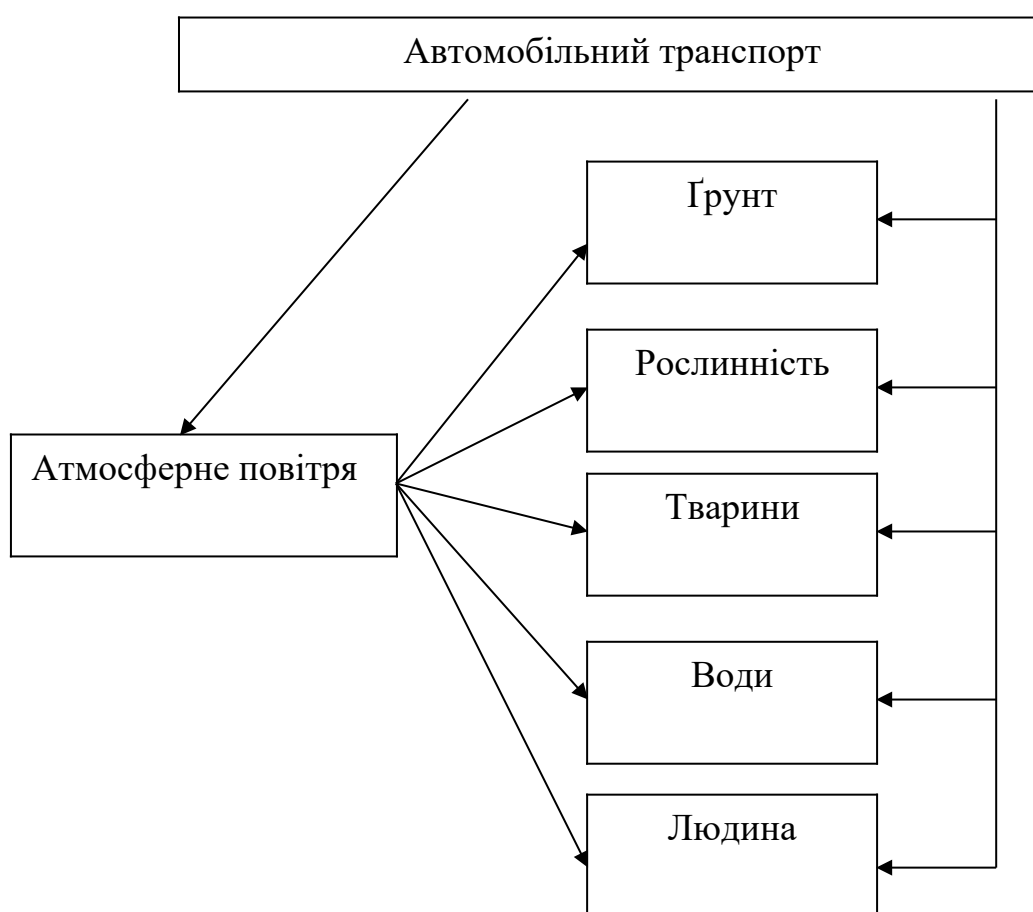 Автомобільний транспорт
Ґрунт
Рослинність
Атмосферне повітря
Тварини
Води
Людина